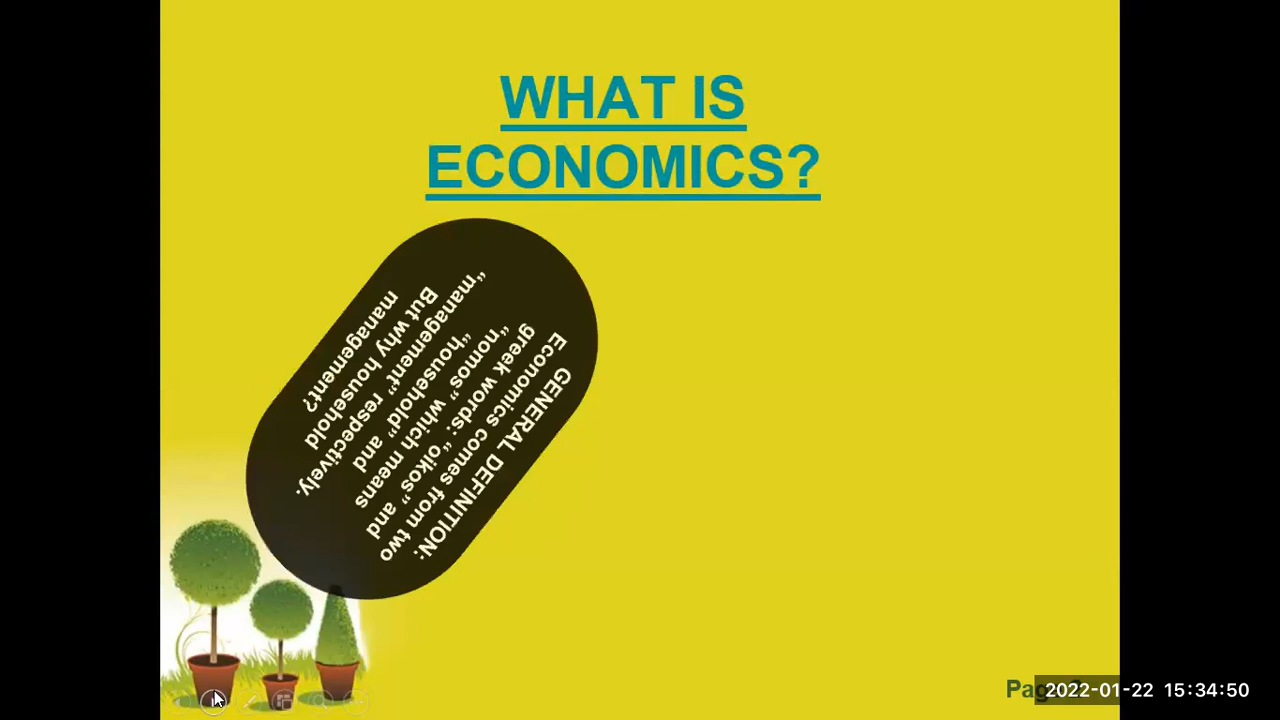 WHAT IS
ECONOMICS?
GENERAL DEFINITION:
Economics comes from two
greek words: “oikos” and
“nomos” which means
“household” and
“management” respectively.
But why household
management?
2022-01-22 15:34:50